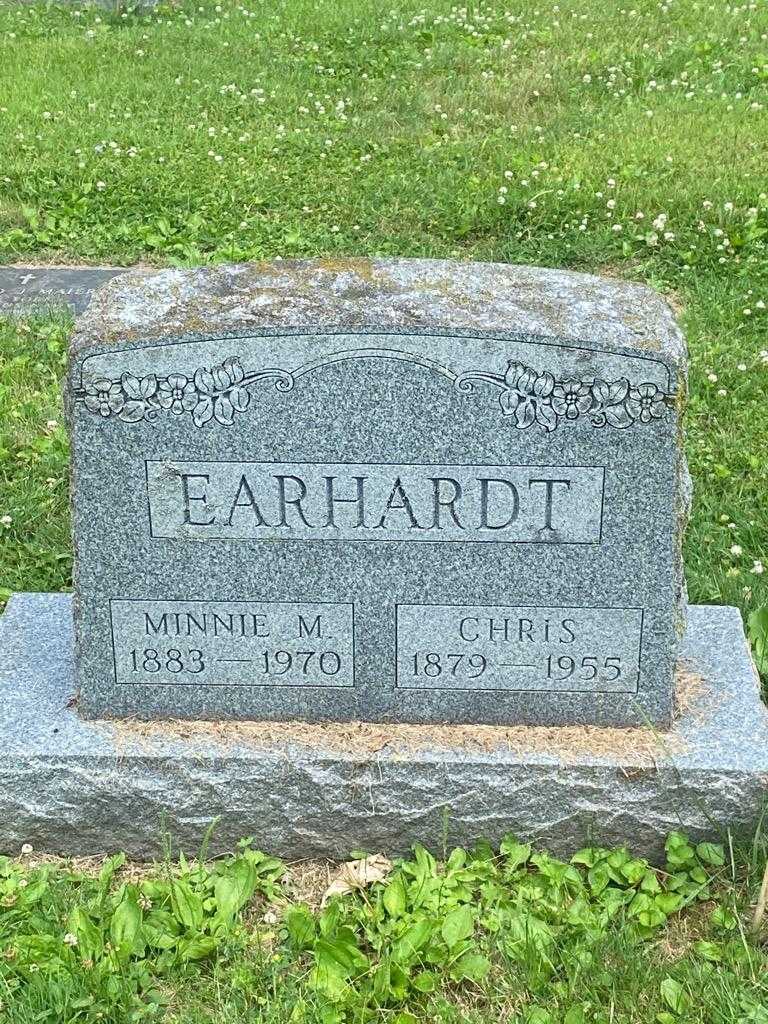 EARHARDT
MINNIE M.
1883 — 1970
CHRiS
1879 — 1955